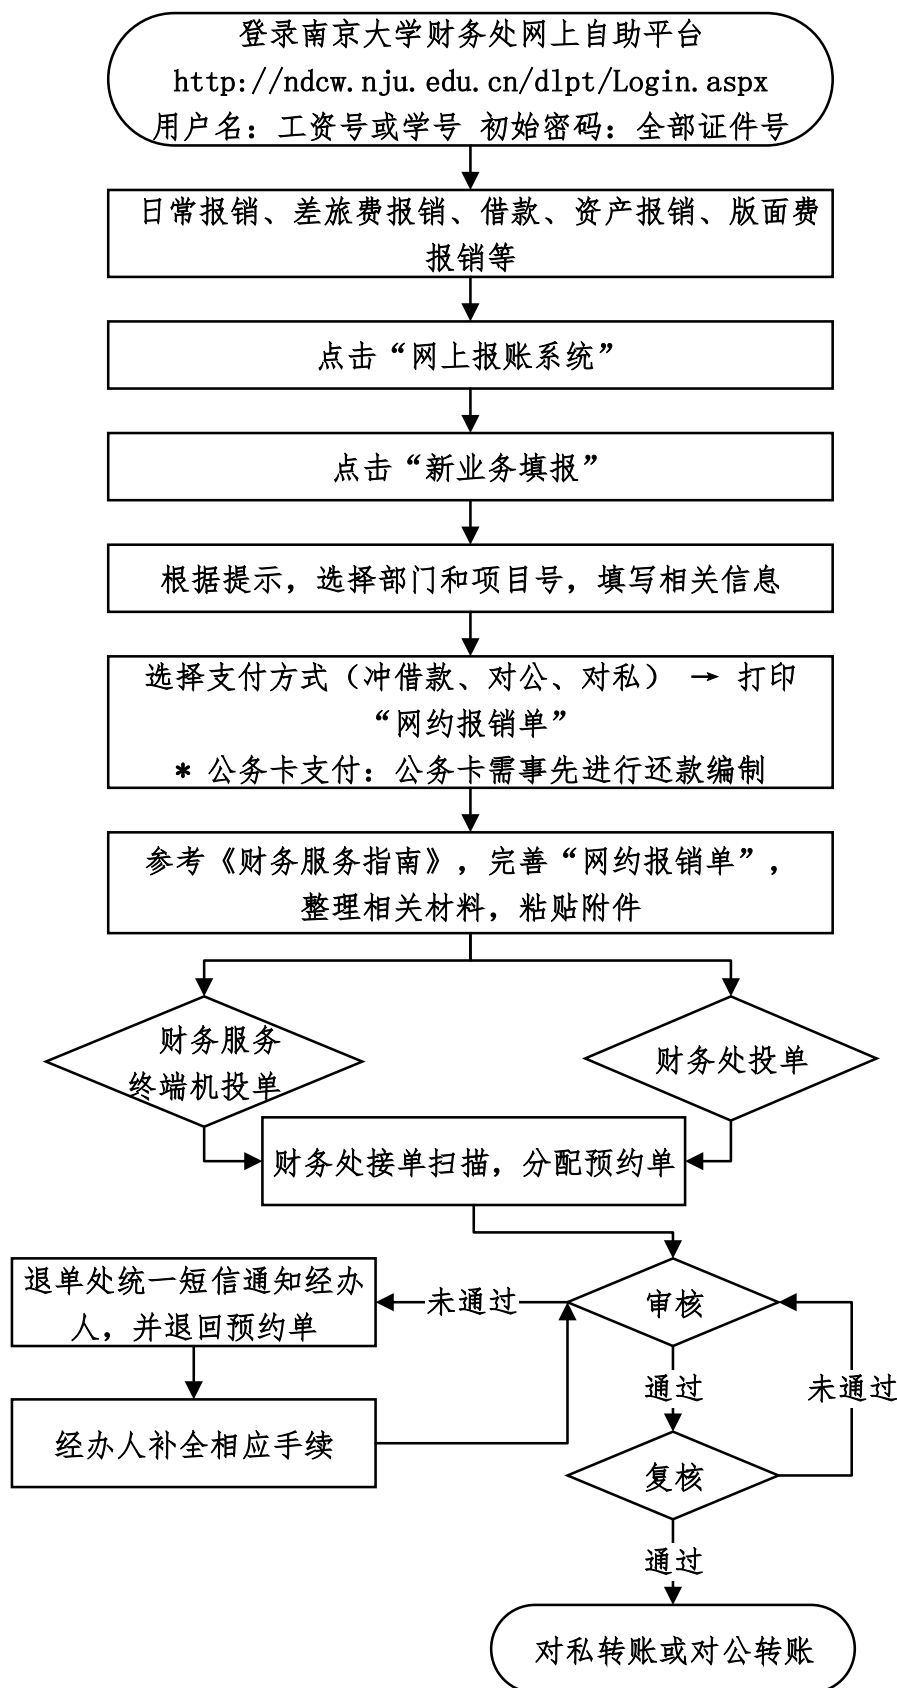 登录南京大学财务处网上自助平台
http://ndcw.nju.edu.cn/dlpt/Login.aspx
用户名：工资号或学号 初始密码：全部证件号
日常报销、差旅费报销、借款、资产报销、版面费
报销等
点击“网上报账系统”
点击“新业务填报”
根据提示，选择部门和项目号，填写相关信息
选择支付方式（冲借款、对公、对私） → 打印
“网约报销单”
* 公务卡支付：公务卡需事先进行还款编制
参考《财务服务指南》，完善“网约报销单”，
整理相关材料，粘贴附件
财务服务
终端机投单
财务处投单
财务处接单扫描，分配预约单
退单处统一短信通知经办
人，并退回预约单
未通过
审核
通过
未通过
经办人补全相应手续
复核
通过
对私转账或对公转账